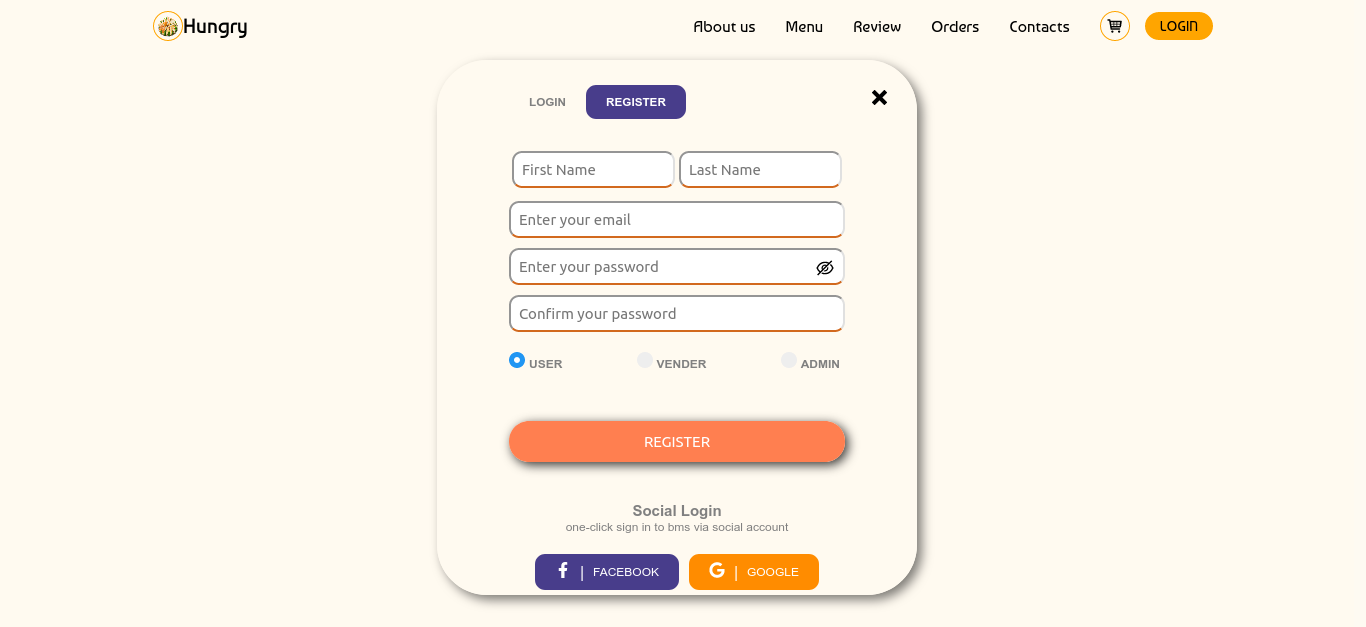 Hungry
About us Menu Review Orders Contacts LOGIN
LOGIN REGISTER
First Name Last Name
Enter your email
Enter your password
Confirm your password
USER VENDER ADMIN
REGISTER
Social Login
one-click sign in to bms via social account
FACEBOOK GOOGLE